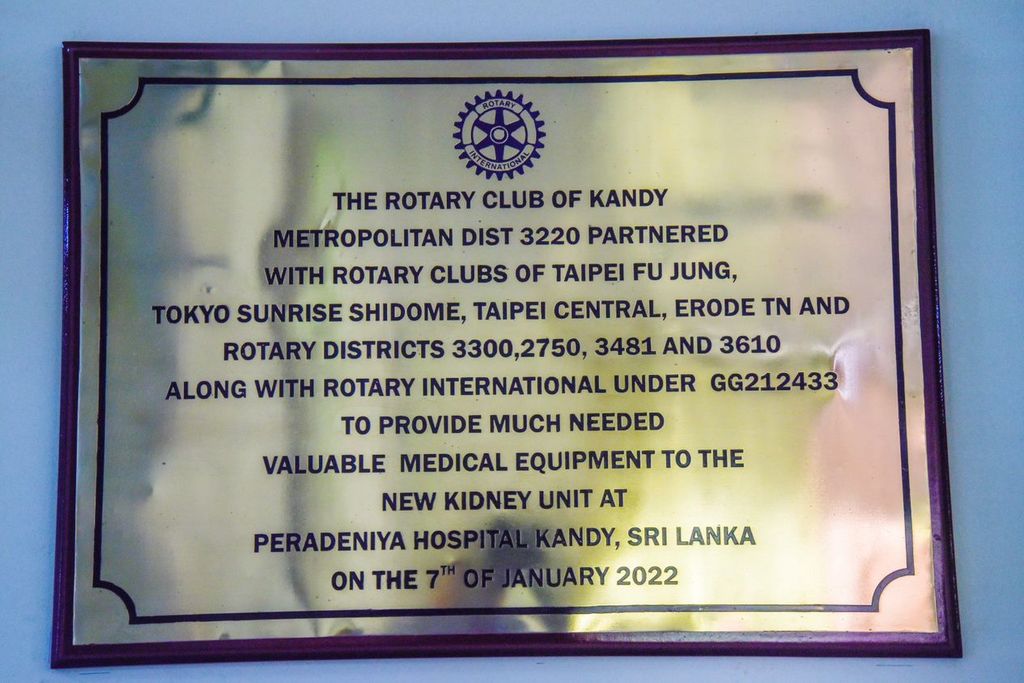 ROTARY
INTERNATIONAL
THE ROTARY CLUB OF KANDY
METROPOLITAN DIST 3220 PARTNERED
WITH ROTARY CLUBS OF TAIPEI FU JUNG,
TOKYO SUNRISE SHIDOME, TAIPEI CENTRAL, ERODE TN AND
ROTARY DISTRICTS 3300,2750, 3481 AND 3610
ALONG WITH ROTARY INTERNATIONAL UNDER GG212433
TO PROVIDE MUCH NEEDED
VALUABLE MEDICAL EQUIPMENT TO THE
NEW KIDNEY UNIT AT
PERADENIYA HOSPITAL KANDY, SRI LANKA
ON THE 7TH OF JANUARY 2022